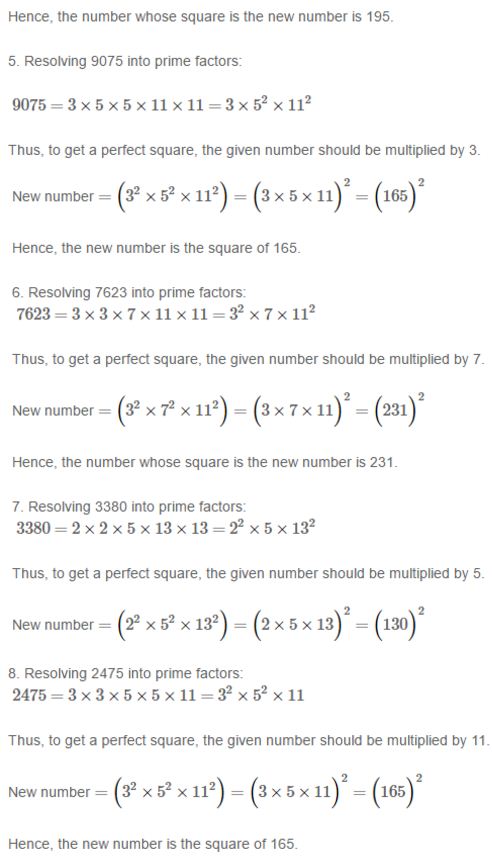 Hence, the number whose square is the new number is 195.
5. Resolving 9075 into prime factors:
9075 = 3 × 5 × 5 × 11 × 11 = 3 × 5² × 11²
Thus, to get a perfect square, the given number should be multiplied by 3.
New number = (3² × 5² × 11²) = (3 × 5 × 11)² = (165)²
Hence, the new number is the square of 165.
6. Resolving 7623 into prime factors:
7623 = 3 × 3 × 7 × 11 × 11 = 3² × 7 × 11²
Thus, to get a perfect square, the given number should be multiplied by 7.
New number = (3² × 7² × 11²) = (3 × 7 × 11)² = (231)²
Hence, the number whose square is the new number is 231.
7. Resolving 3380 into prime factors:
3380 = 2 × 2 × 5 × 13 × 13 = 2² × 5 × 13²
Thus, to get a perfect square, the given number should be multiplied by 5.
New number = (2² × 5² × 13²) = (2 × 5 × 13)² = (130)²
8. Resolving 2475 into prime factors:
2475 = 3 × 3 × 5 × 5 × 11 = 3² × 5² × 11
Thus, to get a perfect square, the given number should be multiplied by 11.
New number = (3² × 5² × 11²) = (3 × 5 × 11)² = (165)²
Hence, the new number is the square of 165.